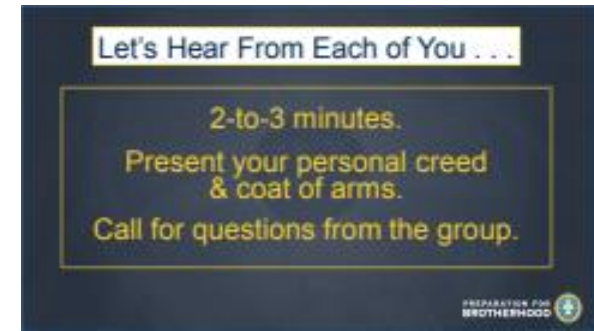 Let's Hear From Each of You . . .
2-to-3 minutes.
Present your personal creed
& coat of arms.
Call for questions from the group.
PREPARATION FOR
BROTHERHOOD